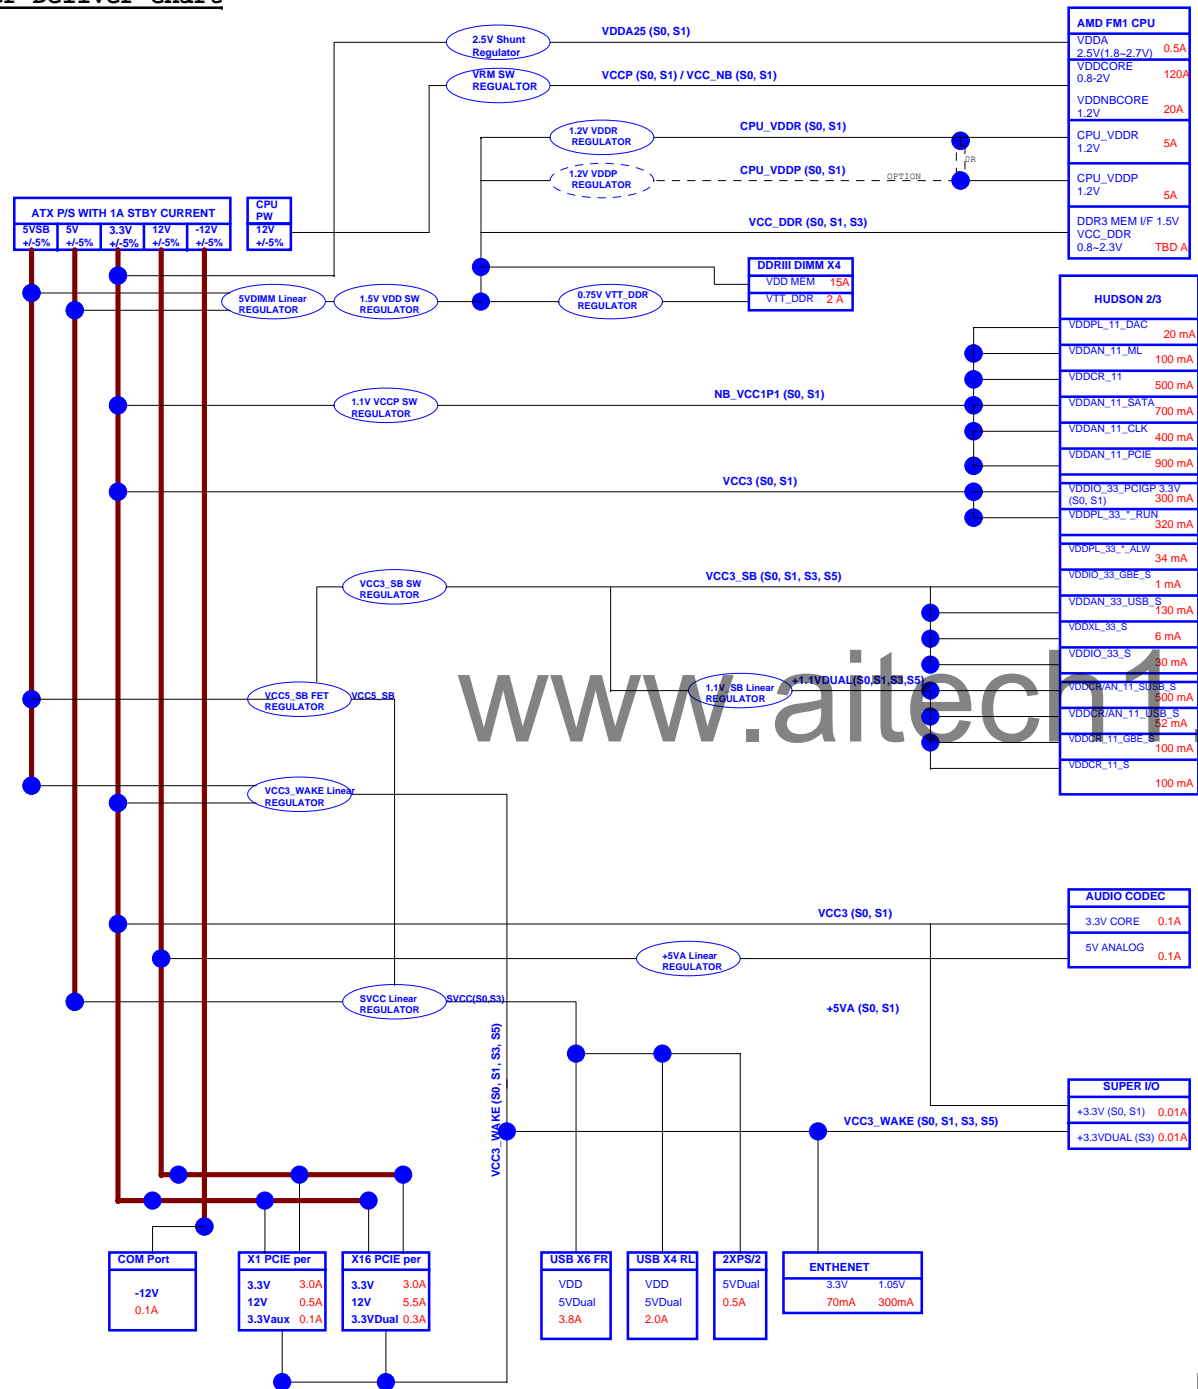 2.5V Shunt
Regulator
VDDA25 (S0, S1)
VRM SW
REGUALTOR
VCCP (S0, S1) / VCC_NB (S0, S1)
AMD FM1 CPU
VDDA
2.5V(1.8~2.7V) 0.5A
VDDCORE
0.8-2V 120A
VDDNBCORE
1.2V 20A
CPU_VDDR
1.2V 5A
CPU_VDDP
1.2V 5A
DDR3 MEM I/F 1.5V
VCC_DDR
0.8~2.3V TBD A
1.2V VDDR
REGULATOR
CPU_VDDR (S0, S1)
OR
1.2V VDDP
REGULATOR
CPU_VDDP (S0, S1)
OPTION
VCC_DDR (S0, S1, S3)
ATX P/S WITH 1A STBY CURRENT
5VSB 5V 3.3V 12V -12V
+/-5% +/-5% +/-5% +/-5% +/-5%
CPU
PW
12V
+/-5%
DDRIII DIMM X4
VDD MEM 15A
VTT_DDR 2 A
5VDIMM Linear
REGULATOR
1.5V VDD SW
REGULATOR
0.75V VTT_DDR
REGULATOR
HUDSON 2/3
VDDPL_11_DAC
20 mA
VDDAN_11_ML
100 mA
VDDCR_11
500 mA
VDDAN_11_SATA
700 mA
VDDAN_11_CLK
400 mA
VDDAN_11_PCIE
900 mA
VDDIO_33_PCIGP 3.3V
(S0, S1) 300 mA
VDDPL_33_*_RUN
320 mA
VDDPL_33_*_ALW
34 mA
VDDIO_33_GBE_S
1 mA
VDDAN_33_USB_S
130 mA
VDDXL_33_S
6 mA
VDDIO_33_S
30 mA
VDDCR/AN_11_SUSB_S
500 mA
VDDCR/AN_11_USB_S
52 mA
VDDCR_11_GBE_S
100 mA
VDDCR_11_S
100 mA
1.1V VCCP SW
REGULATOR
NB_VCC1P1 (S0, S1)
VCC3 (S0, S1)
VCC3_SB SW
REGULATOR
VCC3_SB (S0, S1, S3, S5)
www.aitech1
VCC5_SB FET
REGULATOR
VCC5_SB
1.1V_SB Linear
REGULATOR
+1.1VDUAL(S0,S1,S3,S5)
VCC3_WAKE Linear
REGULATOR
VCC3 (S0, S1)
AUDIO CODEC
3.3V CORE 0.1A
5V ANALOG
0.1A
+5VA Linear
REGULATOR
+5VA (S0, S1)
SVCC Linear
REGULATOR
SVCC(S0,S3)
VCC3_WAKE (S0, S1, S3, S5)
VCC3_WAKE (S0, S1, S3, S5)
SUPER I/O
+3.3V (S0, S1) 0.01A
+3.3VDUAL (S3) 0.01A
COM Port
-12V
0.1A
X1 PCIE per
3.3V 3.0A
12V 0.5A
3.3Vaux 0.1A
X16 PCIE per
3.3V 3.0A
12V 5.5A
3.3VDual 0.3A
USB X6 FR
VDD
5VDual
3.8A
USB X4 RL
VDD
5VDual
2.0A
2XPS/2
5VDual
0.5A
ENTHENET
3.3V 1.05V
70mA 300mA